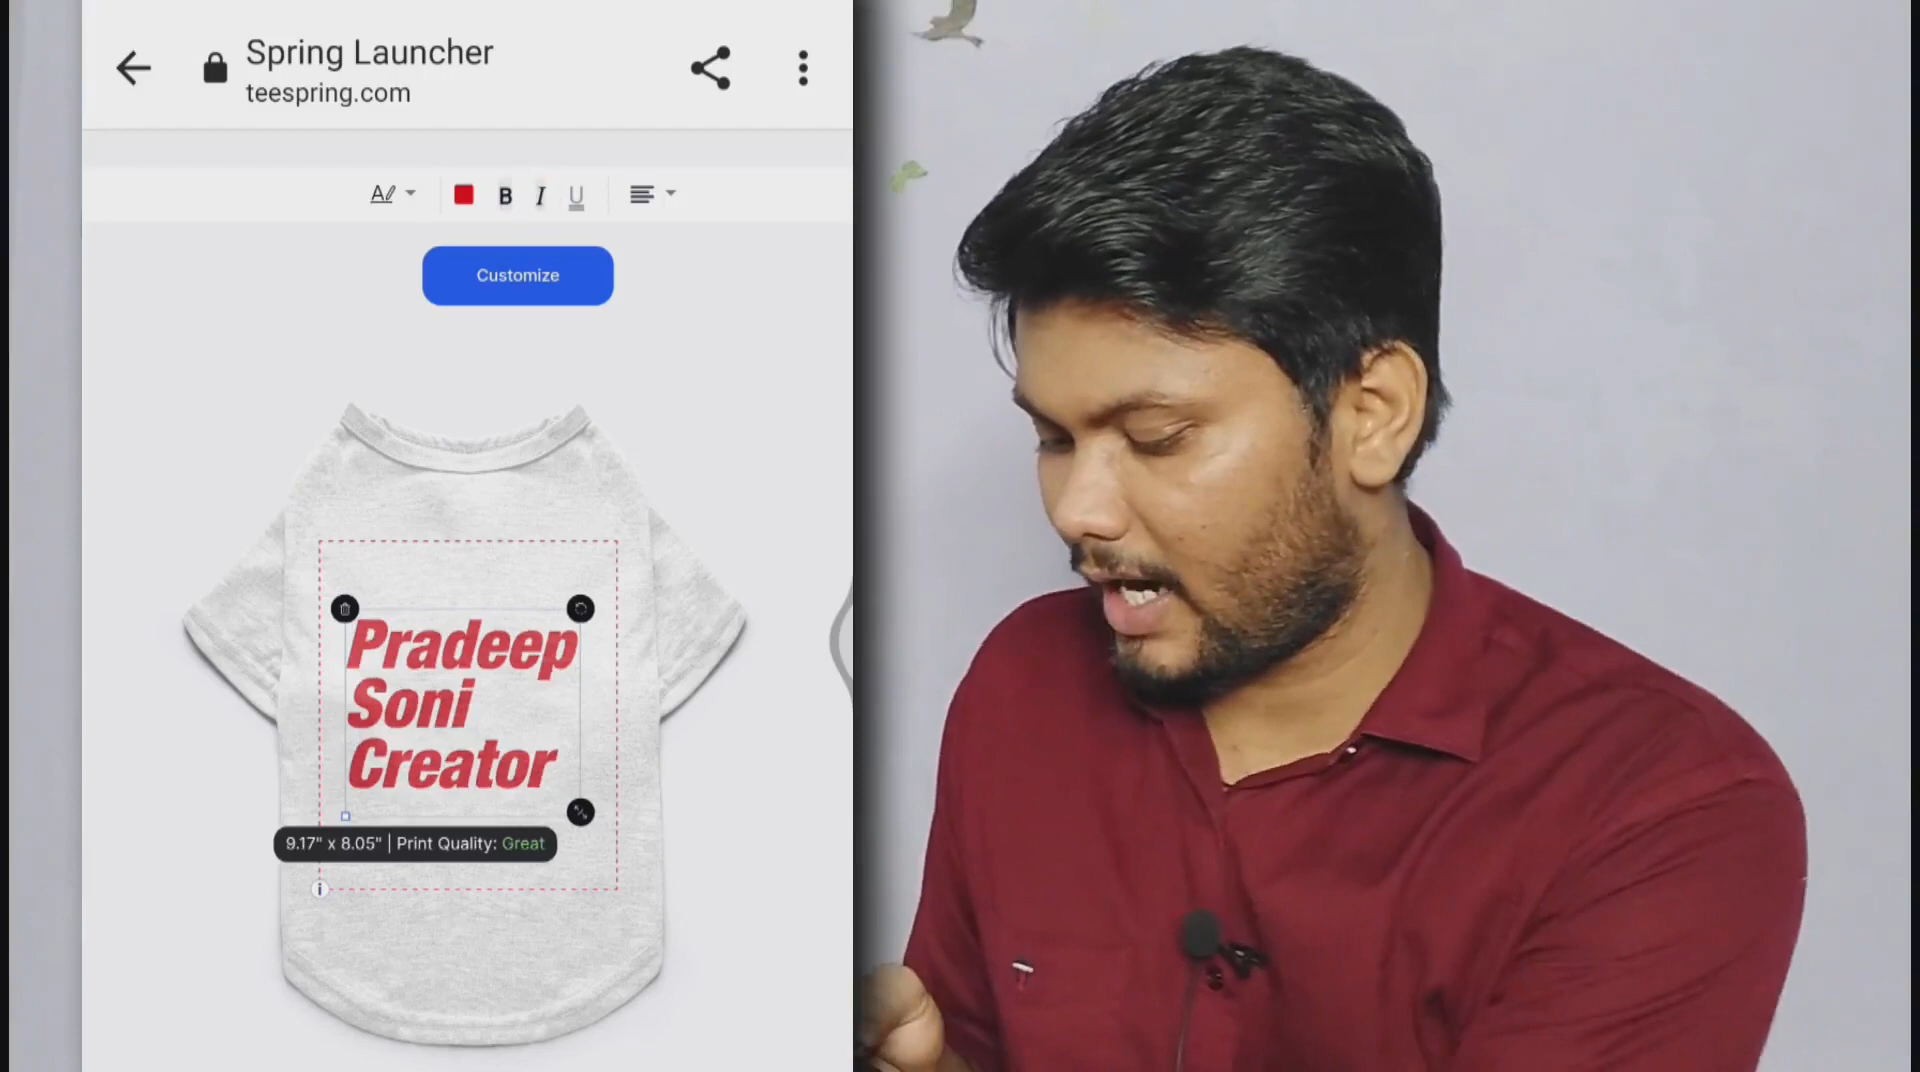 Spring Launcher
teespring.com
A
B
I
U
Customize
Pradeep
Soni
Creator
9.17" x 8.05" | Print Quality: Great
i